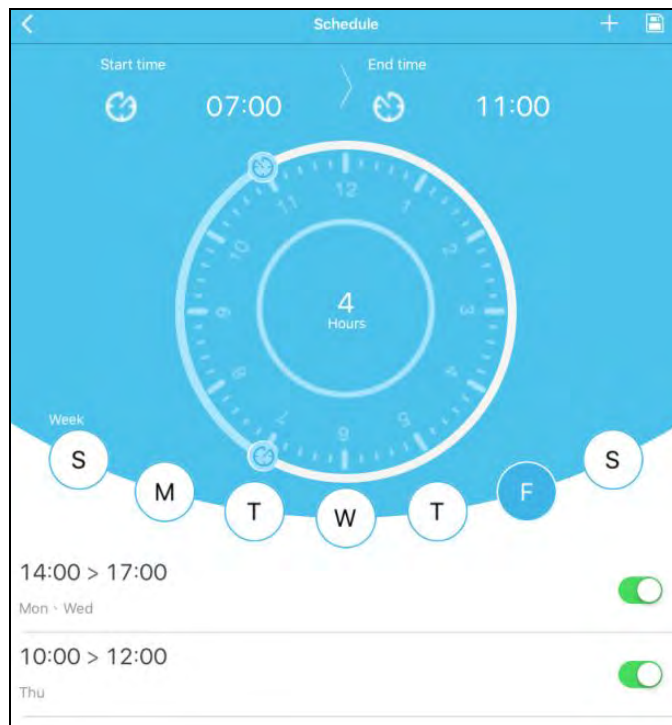 Schedule
Start time
End time
07:00
11:00
12
1
2
3
4
5
6
7
8
9
10
11
4
Hours
Week
S
M
T
W
T
F
S
14:00 > 17:00
Mon、Wed
10:00 > 12:00
Thu